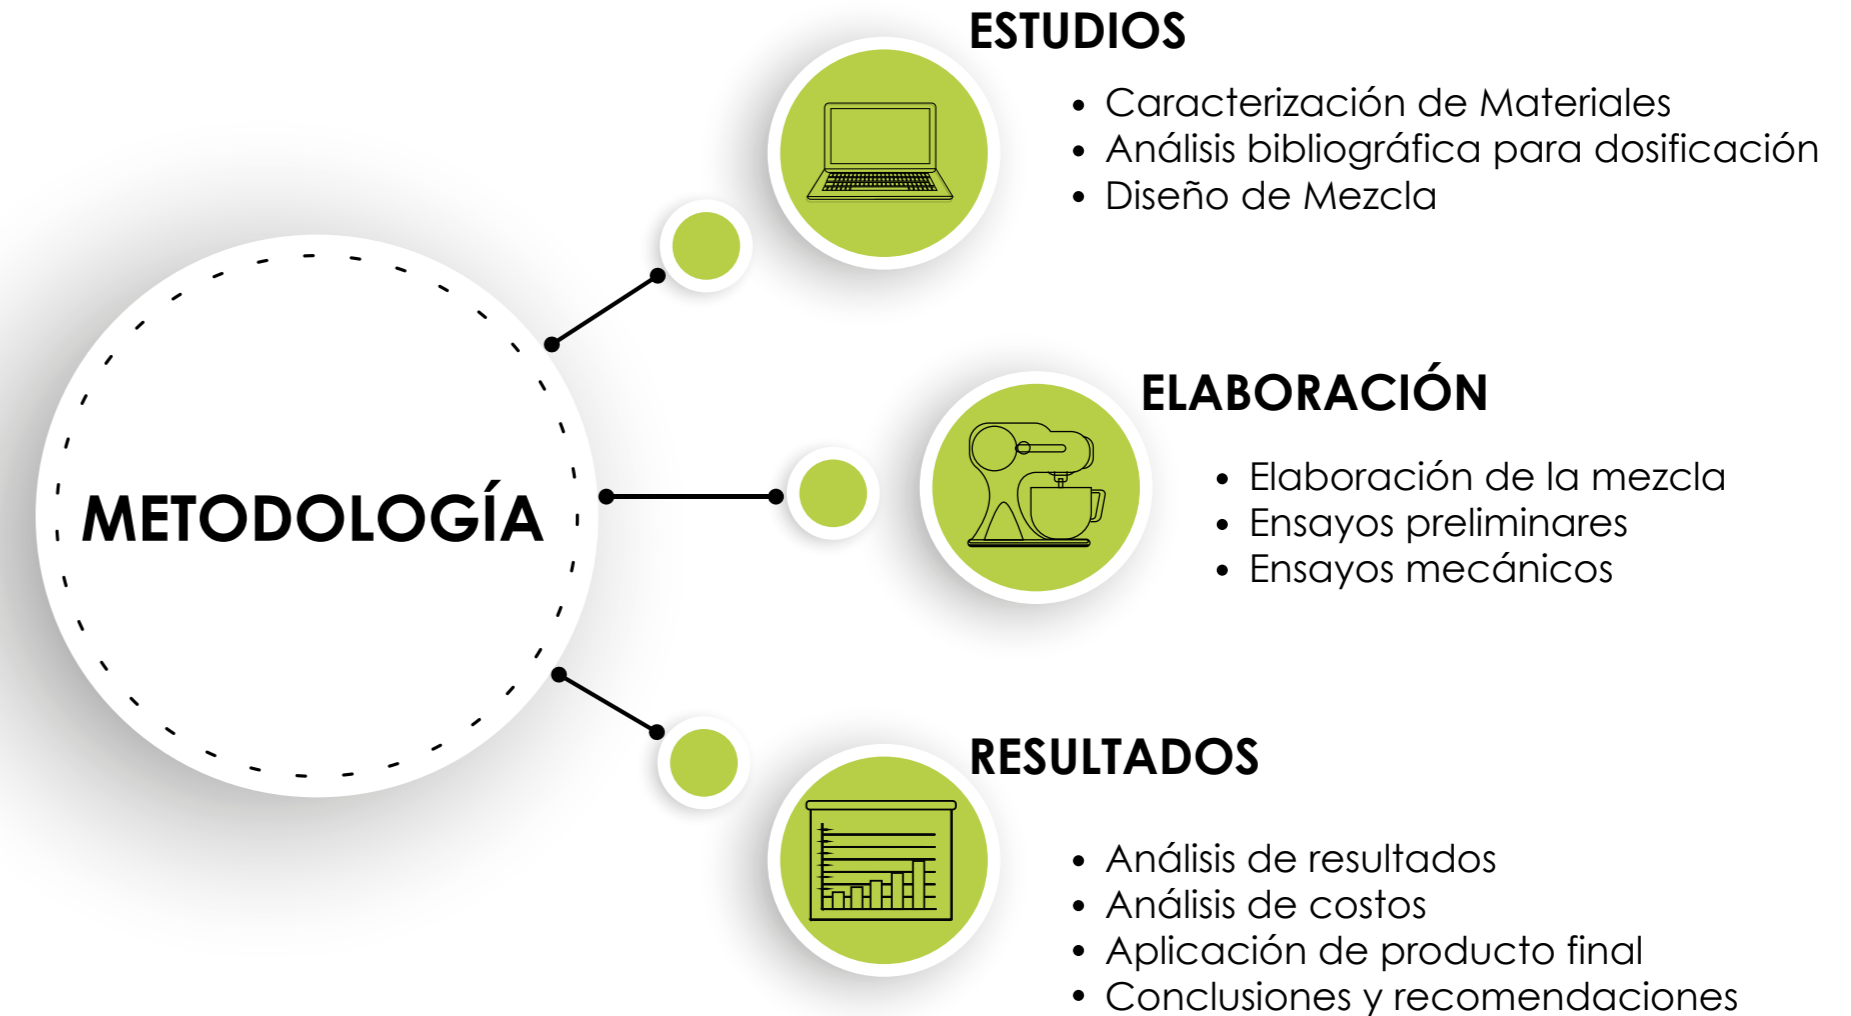 METODOLOGÍA
ESTUDIOS
• Caracterización de Materiales
• Análisis bibliográfica para dosificación
• Diseño de Mezcla
ELABORACIÓN
• Elaboración de la mezcla
• Ensayos preliminares
• Ensayos mecánicos
RESULTADOS
• Análisis de resultados
• Análisis de costos
• Aplicación de producto final
• Conclusiones y recomendaciones